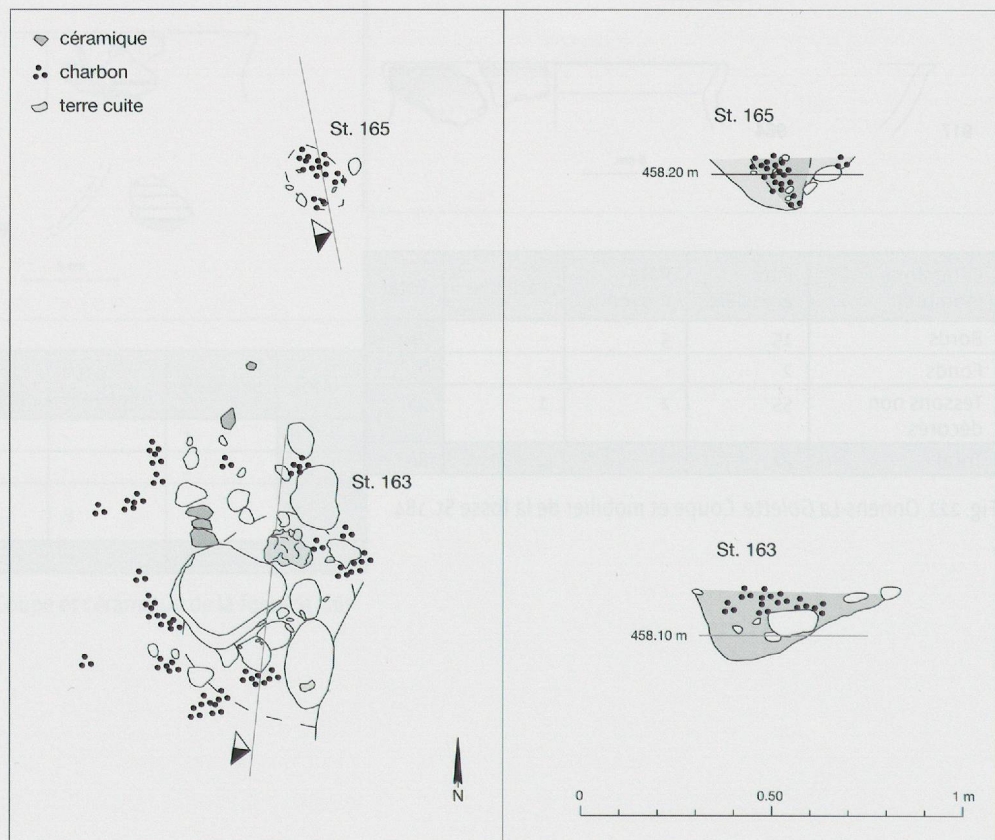 céramique
charbon
terre cuite
St. 165
St. 163
N
St. 165
458.20 m
St. 163
458.10 m
0 0.50 1 m